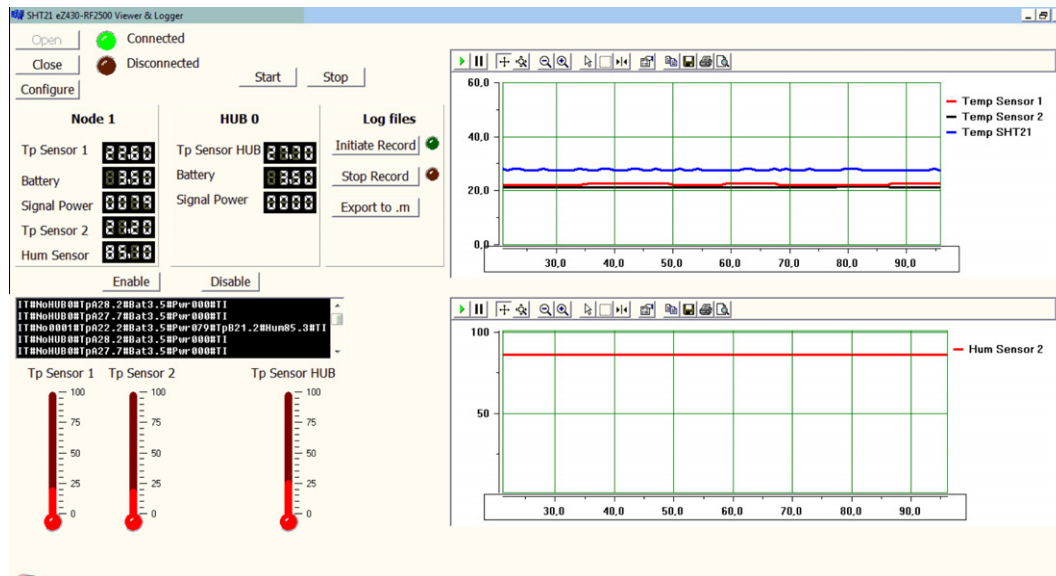 SHT21 eZ430-RF2500 Viewer & Logger
Open
Connected
Close
Disconnected
Configure
Start
Stop
Node 1
HUB 0
Log files
Tp Sensor 1
Tp Sensor HUB
Initiate Record
Battery
3,50
Battery
3,50
Stop Record
Signal Power
Signal Power
0000
Export to .m
Tp Sensor 2
Hum Sensor
Enable
Disable
IT#NoHUB0#TpA28.2#Bat3.5#Pwr000#TI
IT#NoHUB0#TpA27.7#Bat3.5#Pwr000#TI
IT#No0001#TpA22.2#Bat3.5#Pwr079#TpB21.2#Hum85.3#TI
IT#NoHUB0#TpA28.2#Bat3.5#Pwr000#TI
IT#NoHUB0#TpA27.7#Bat3.5#Pwr000#TI
Tp Sensor 1
Tp Sensor 2
Tp Sensor HUB
100
75
50
25
0
100
75
50
25
0
100
75
50
25
0
60,0
40,0
20,0
0,0
30,0 40,0 50,0 60,0 70,0 80,0 90,0
Temp Sensor 1
Temp Sensor 2
Temp SHT21
100
50
30,0 40,0 50,0 60,0 70,0 80,0 90,0
Hum Sensor 2